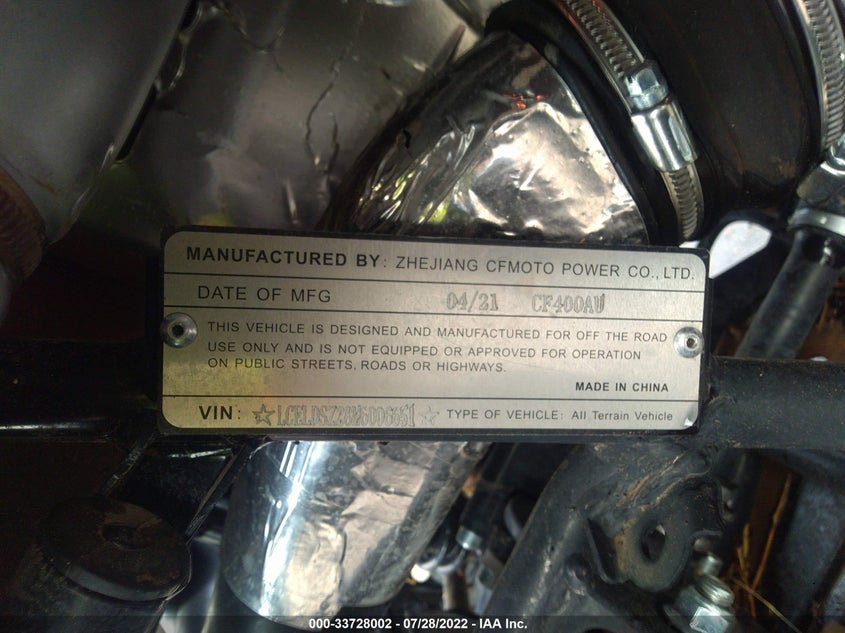 MANUFACTURED BY: ZHEJIANG CFMOTO POWER CO., LTD.
DATE OF MFG 04/21 CF400AU
THIS VEHICLE IS DESIGNED AND MANUFACTURED FOR OFF THE ROAD
USE ONLY AND IS NOT EQUIPPED OR APPROVED FOR OPERATION
ON PUBLIC STREETS, ROADS OR HIGHWAYS.
MADE IN CHINA
VIN: TYPE OF VEHICLE: All Terrain Vehicle
000-33728002 - 07/28/2022 - IAA Inc.